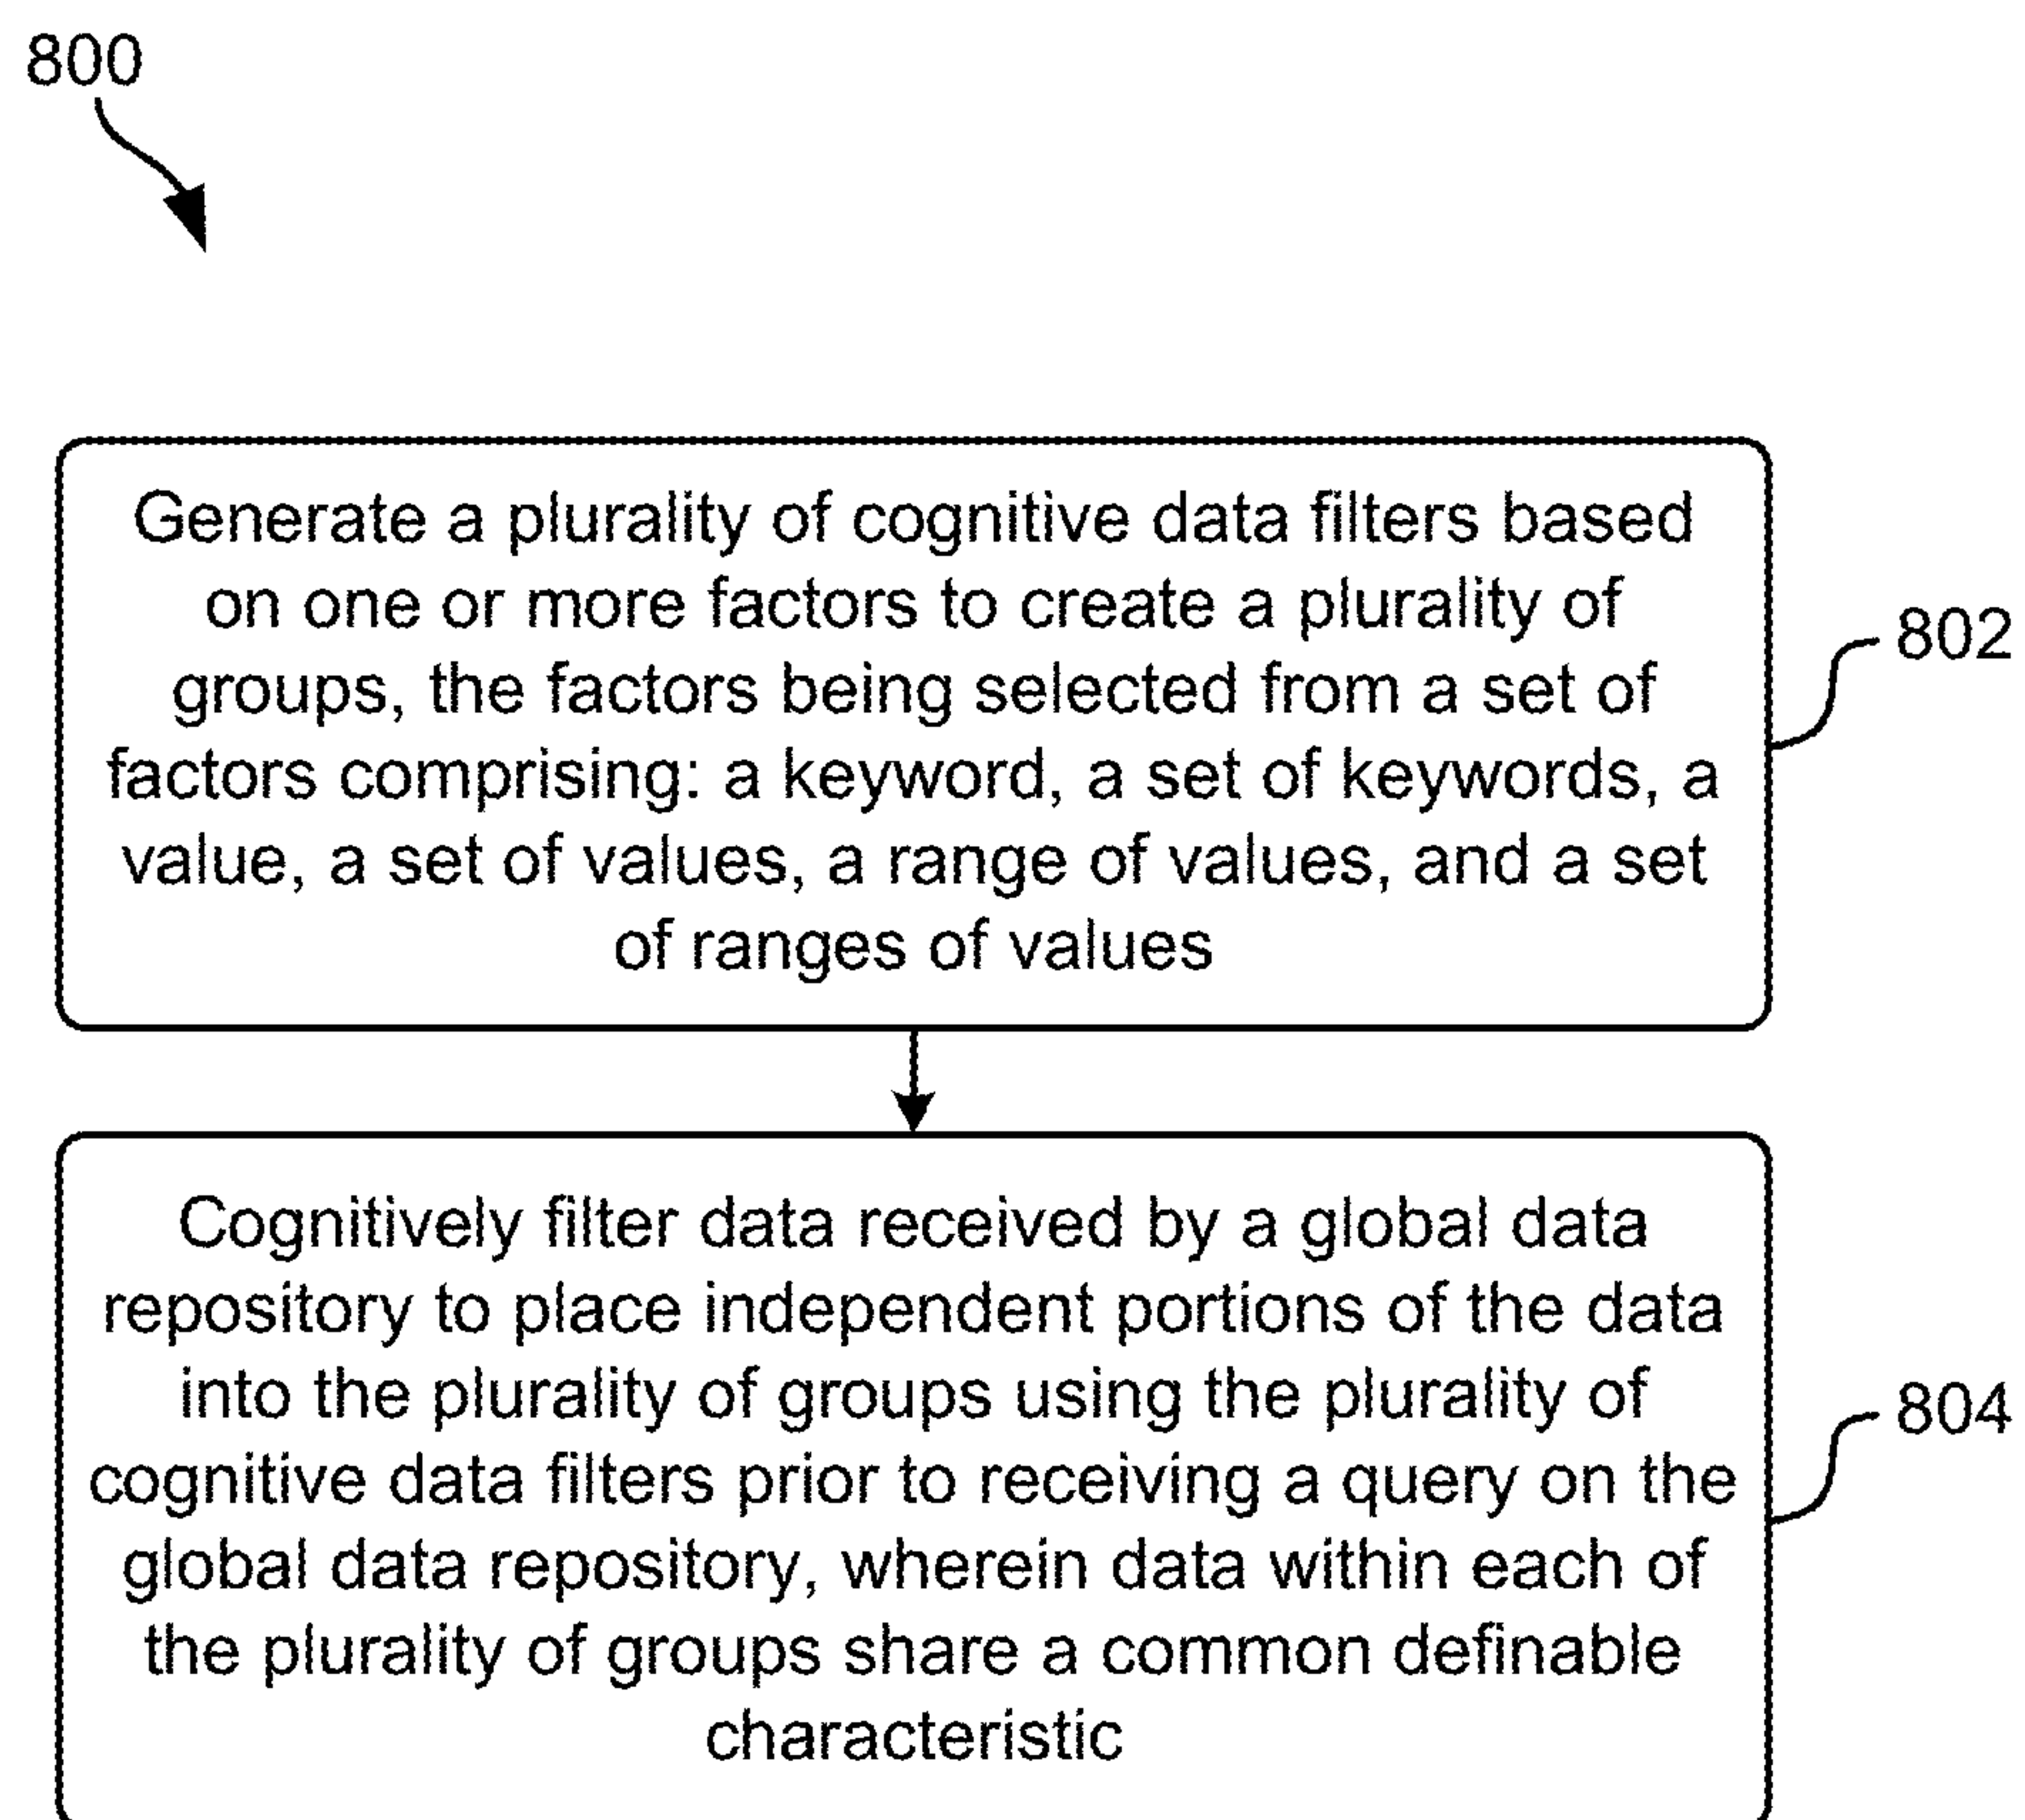 800
Generate a plurality of cognitive data filters based
on one or more factors to create a plurality of
groups, the factors being selected from a set of
factors comprising: a keyword, a set of keywords, a
value, a set of values, a range of values, and a set
of ranges of values
802
Cognitively filter data received by a global data
repository to place independent portions of the data
into the plurality of groups using the plurality of
cognitive data filters prior to receiving a query on the
global data repository, wherein data within each of
the plurality of groups share a common definable
characteristic
804